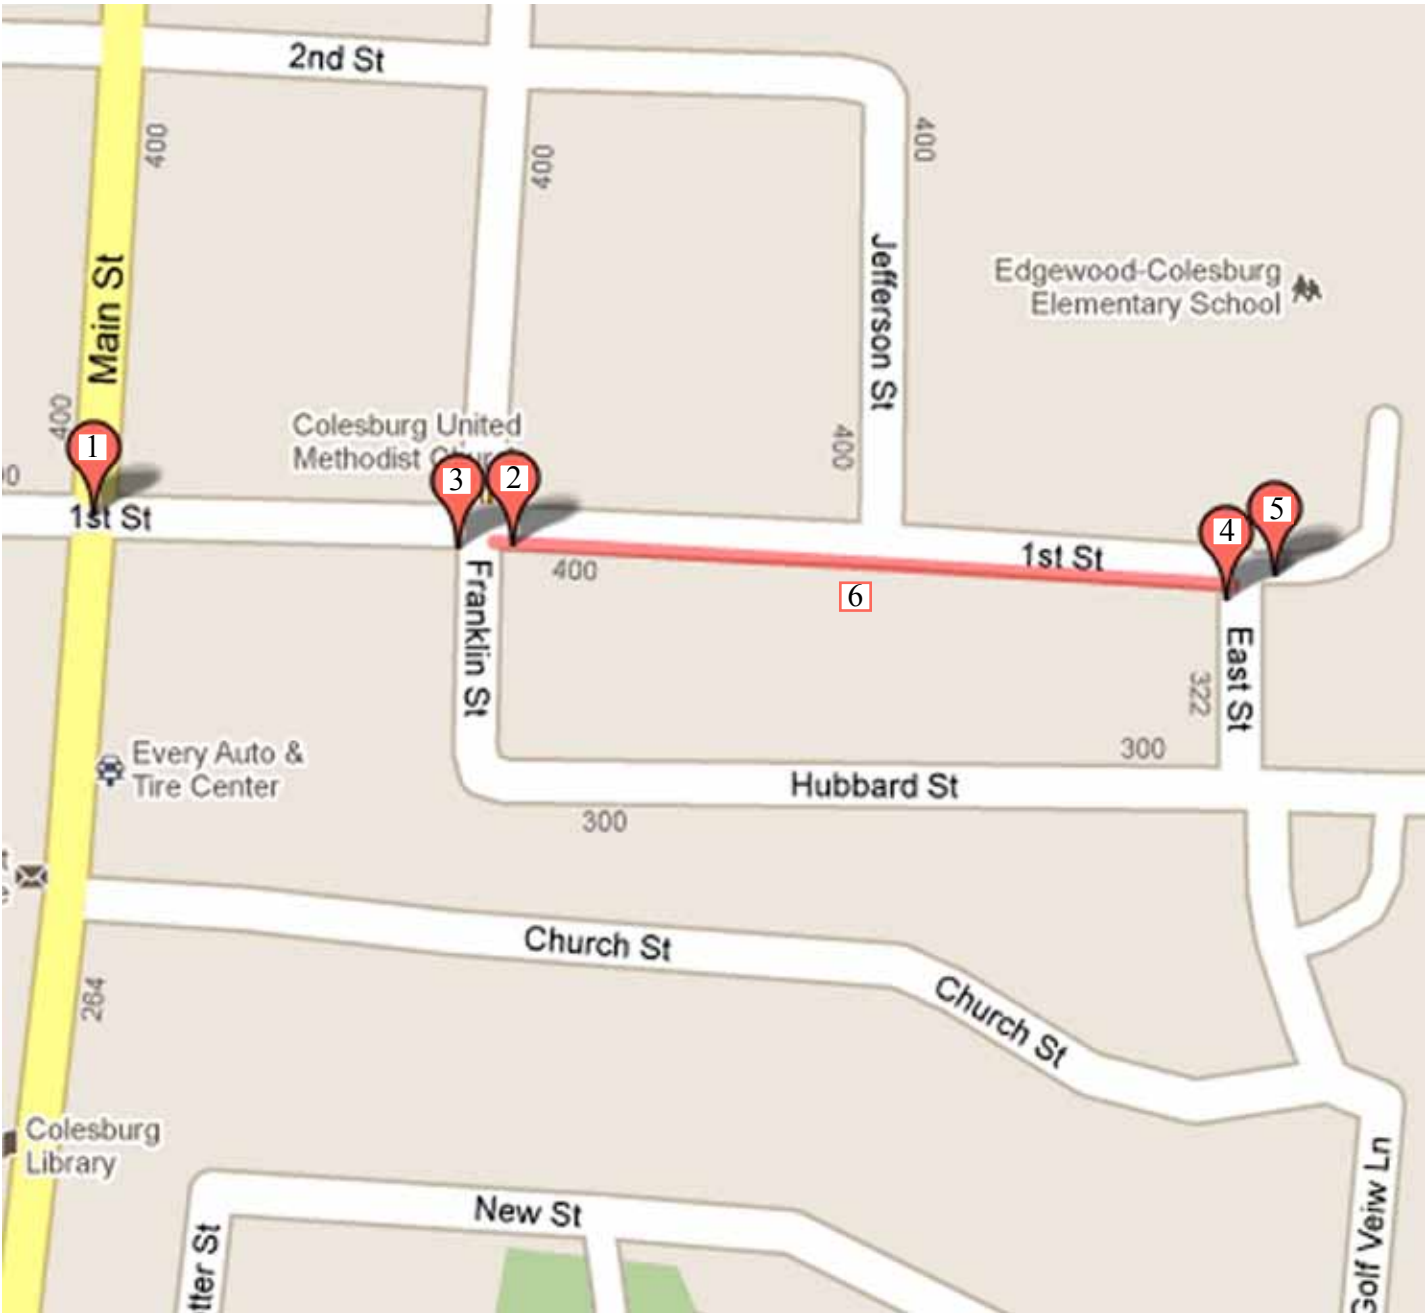 2nd St
400
400
400
Main St
Jefferson St
Edgewood-Colesburg
Elementary School
400
Colesburg United
Methodist
400
1
3
2
5
4
1st St
1st St
400
6
Franklin St
East St
322
Every Auto &
Tire Center
300
Hubbard St
300
Church St
Church St
264
Colesburg
Library
New St
Golf Veiw Ln